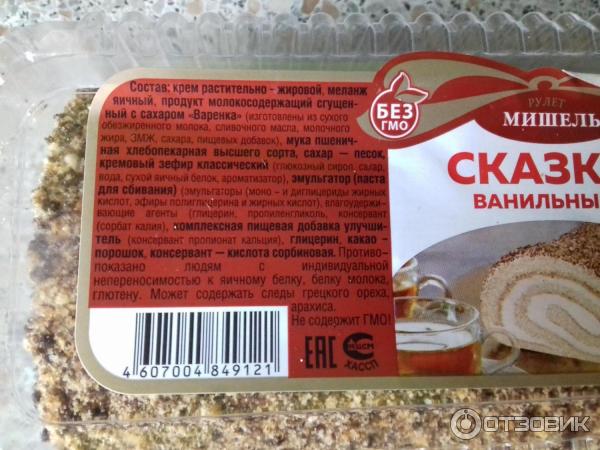 Состав: крем растительно - жировой, меланж
яичный, продукт молокосодержащий сгущен-
ный с сахаром «Варенка» (изготовлены из сухого
обезжиренного молока, сливочного масла, молочного
жира, ЗМЖ, сахара, пищевых добавок), мука пшенич-
ная хлебопекарная высшего сорта, сахар — песок,
кремовый зефир классический (глюкозный сироп, сахар,
вода, сухой яичный белок, ароматизатор), эмульгатор (паста
для сбивания) (эмульгаторы (моно – и диглицериды жирных
кислот, эфиры полиглицерина и жирных кислот), влагоудержи-
вающие агенты (глицерин, пропиленгликоль, консервант
(сорбат калия), комплексная пищевая добавка улучши-
тель (консервант пропионат кальция), глицерин, какао -
порошок, консервант — кислота сорбиновая. Противо-
показано людям с индивидуальной
непереносимостью к яичному белку, белку молока,
глютену. Может содержать следы грецкого ореха,
арахиса.
Не содержит ГМО!
4 607004 849121
EAC
ХАССП
БЕЗ
ГМО
РУЛЕТ
МИШЕЛЬ
СКАЗК
ВАНИЛЬНЫ
ОТЗОВИК